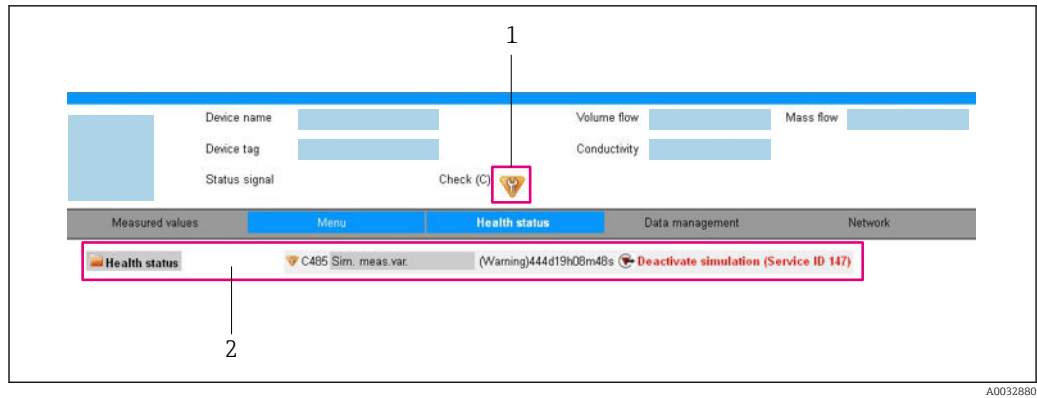 1
Device name Volume flow Mass flow
Device tag Conductivity
Status signal Check (C)
Measured values Menu Health status Data management Network
Health status C485 Sim. meas.var. (Warning)444d19h08m48s Deactivate simulation (Service ID 147)
2
A0032880